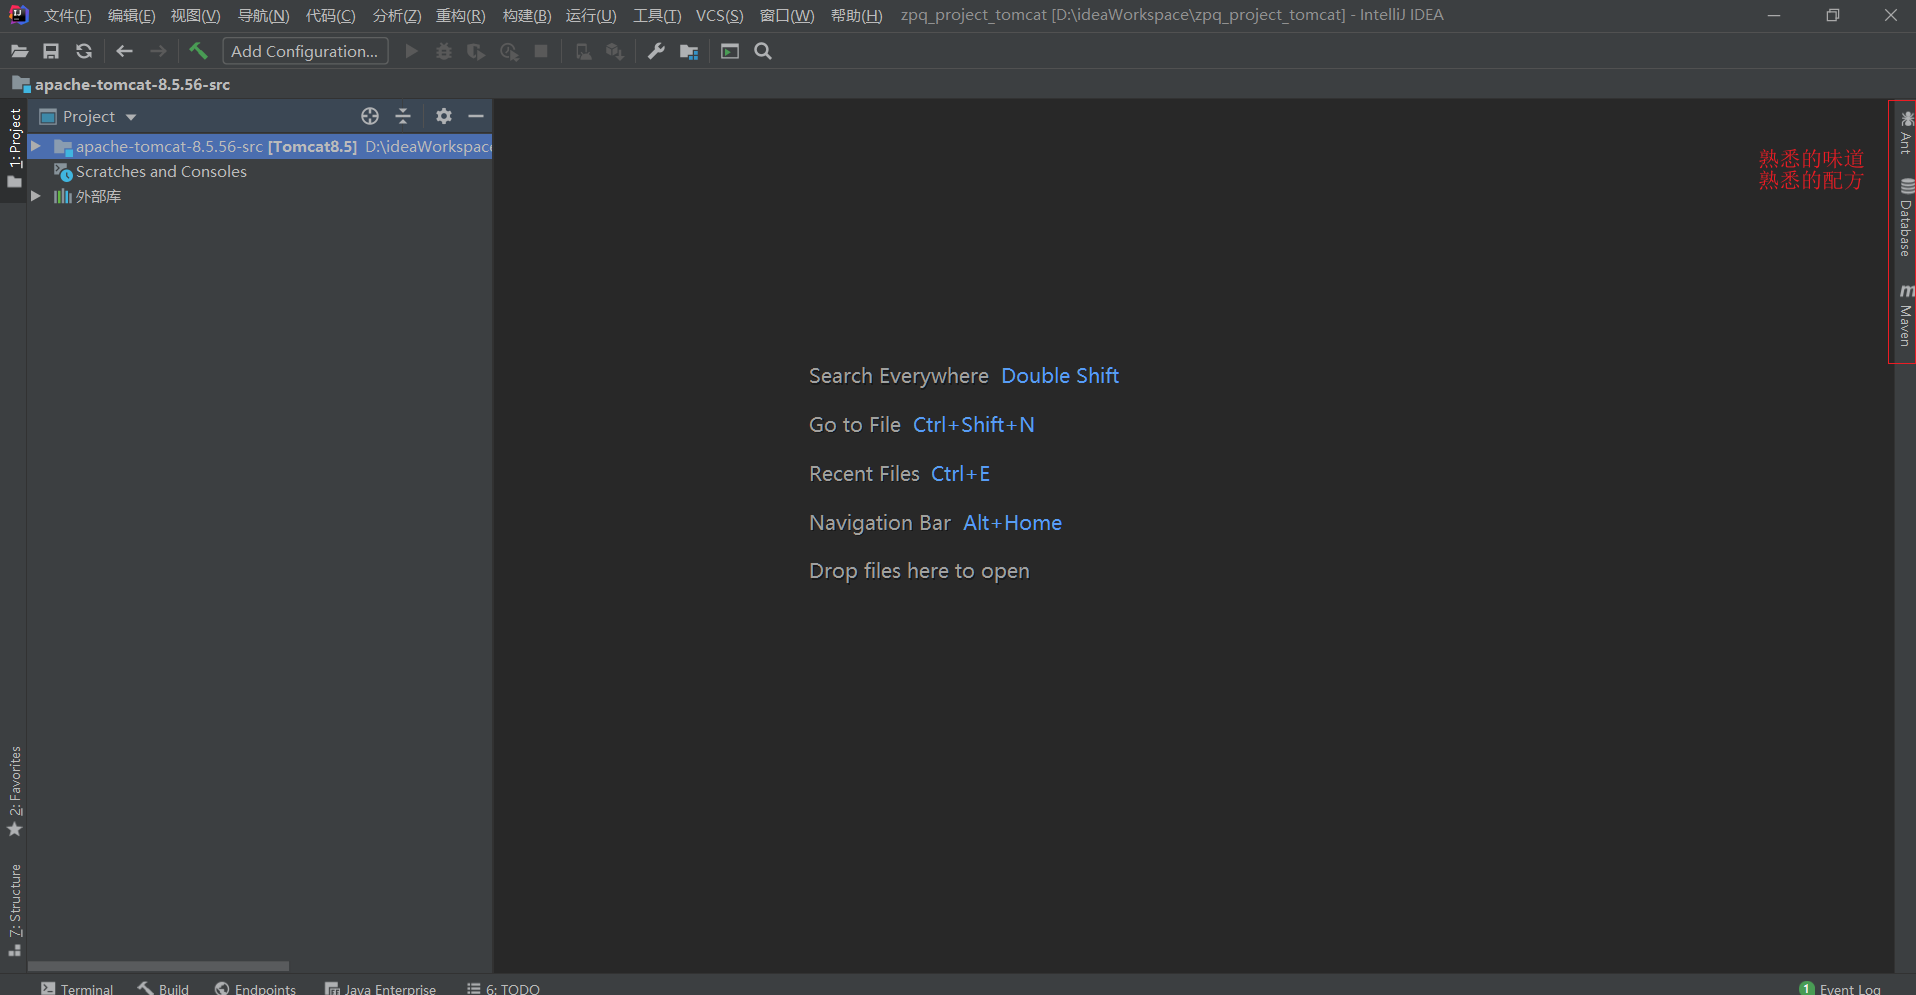 文件(F) 编辑(E) 视图(V) 导航(N) 代码(C) 分析(Z) 重构(R) 构建(B) 运行(U) 工具(T) VCS(S) 窗口(W) 帮助(H) zpq_project_tomcat [D:\ideaWorkspace\zpq_project_tomcat] - IntelliJ IDEA
Add Configuration...
apache-tomcat-8.5.56-src
1: Project
Project
apache-tomcat-8.5.56-src [Tomcat8.5] D:\ideaWorkspace
Scratches and Consoles
外部库
熟悉的味道
熟悉的配方
Ant
Database
m Maven
Search Everywhere Double Shift
Go to File Ctrl+Shift+N
Recent Files Ctrl+E
Navigation Bar Alt+Home
Drop files here to open
2: Favorites
7: Structure
Terminal Build Endpoints Java Enterprise 6: TODO 1 Event Log